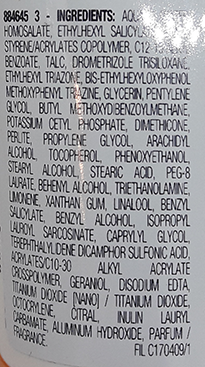 884645 3 - INGREDIENTS: AQUA
HOMOSALATE, ETHYLHEXYL SALICYLATE,
STYRENE/ACRYLATES COPOLYMER, C12-15
BENZOATE, TALC, DROMETRIZOLE TRISILOXANE,
ETHYLHEXYL TRIAZONE, BIS-ETHYLHEXYLOXYPHENOL
METHOXYPHENYL TRIAZINE, GLYCERIN, PENTYLENE
GLYCOL, BUTYL METHOXYDIBENZOYLMETHANE,
POTASSIUM CETYL PHOSPHATE, DIMETHICONE,
PERLITE, PROPYLENE GLYCOL, ARACHIDYL
ALCOHOL, TOCOPHEROL, PHENOXYETHANOL,
STEARYL ALCOHOL, STEARIC ACID, PEG-8
LAURATE, BEHENYL ALCOHOL, TRIETHANOLAMINE,
LIMONENE, XANTHAN GUM, LINALOOL, BENZYL
SALICYLATE, BENZYL ALCOHOL, ISOPROPYL
LAUROYL SARCOSINATE, CAPRYLYL GLYCOL,
TEREPHTHALYLIDENE DICAMPHOR SULFONIC ACID,
ACRYLATES/C10-30 ALKYL ACRYLATE
CROSSPOLYMER, GERANIOL, DISODIUM EDTA,
TITANIUM DIOXIDE [NANO] / TITANIUM DIOXIDE,
OCTOCRYLENE, CITRAL, INULIN LAURYL
CARBAMATE, ALUMINUM HYDROXIDE, PARFUM /
FRAGRANCE.
FIL C170409/1